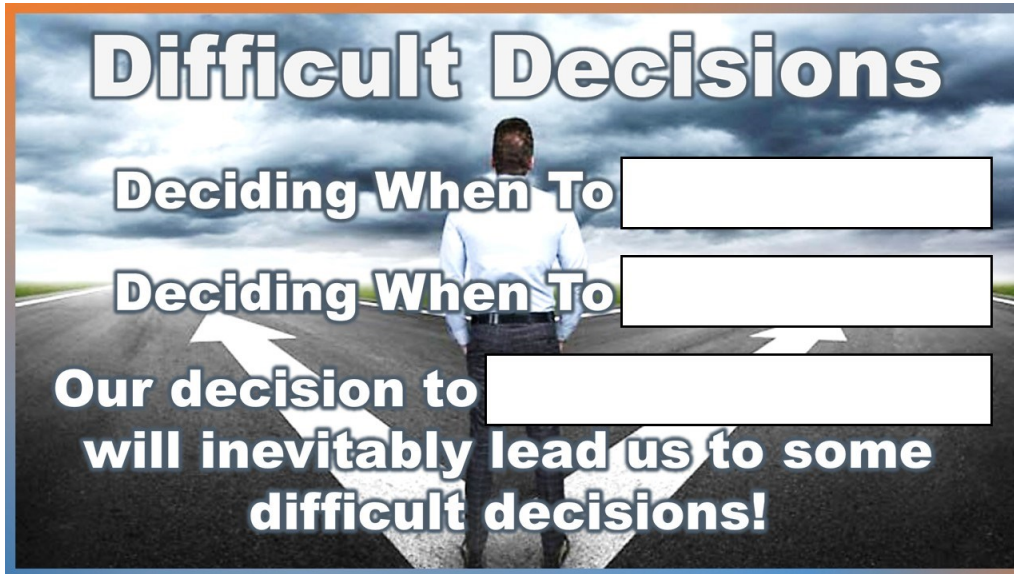 Difficult Decisions
Deciding When To
Deciding When To
Our decision to
will inevitably lead us to some
difficult decisions!